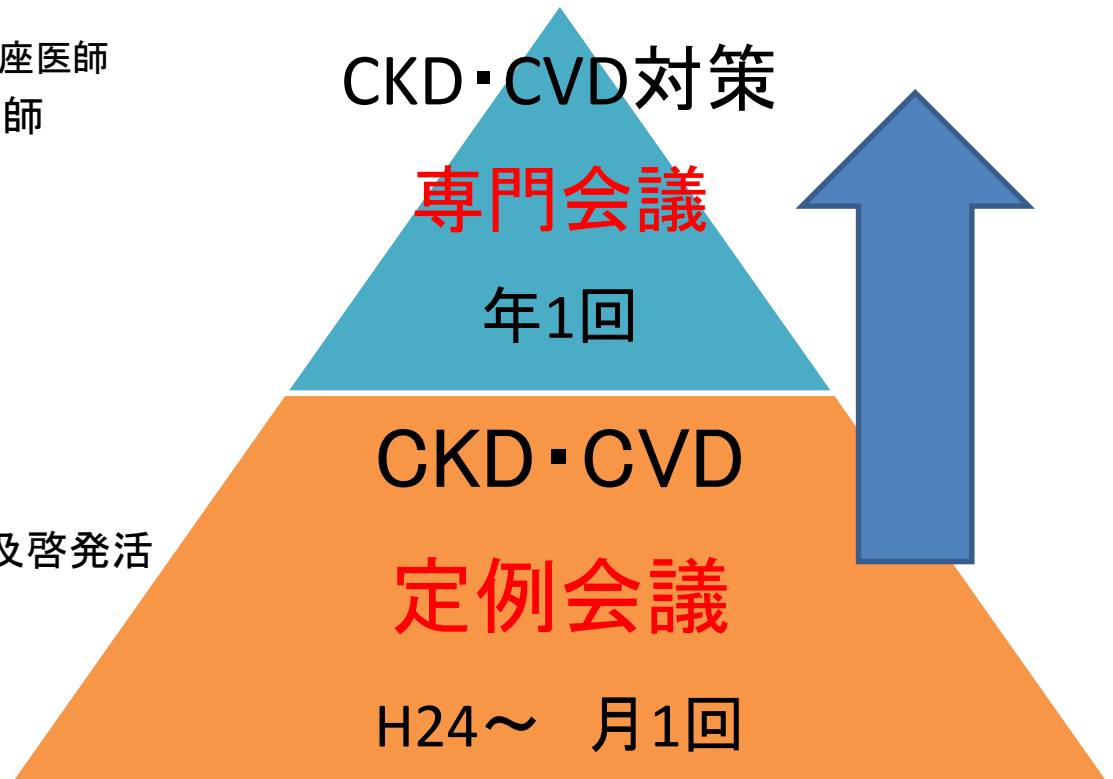 座医師
師
CKD・CVD対策
専門会議
年1回
CKD・CVD
及啓発活
定例会議
H24～　月1回